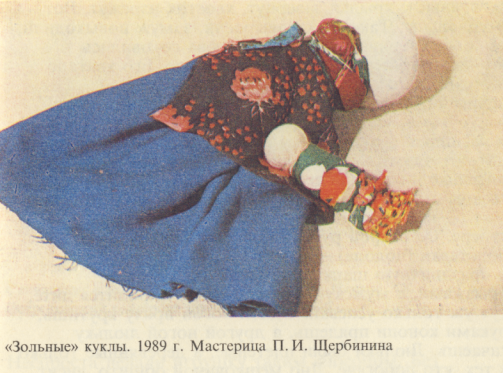 «Зольные» куклы. 1989 г. Мастерица П. И. Щербинина